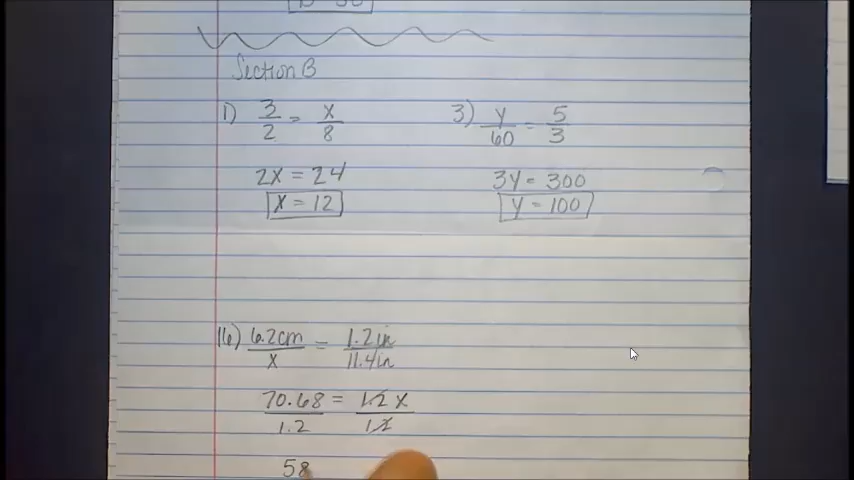 Section B
1) 3/2 = x/8
3) y/60 = 5/3
2x = 24
3y = 300
x = 12
y = 100
16) 6.2cm/x = 1.2in/11.4in
70.68/1.2 = 1.2x/1.2
58